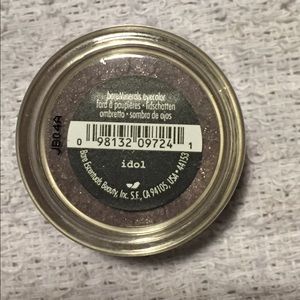 bareMinerals eyecolor
fard à paupières • lidschatten
ombretto • sombra de ojos
0 98132 09724 1
idol
Bare Escentuals Beauty, Inc. S.F., CA 94105, USA • 44153
JB04A